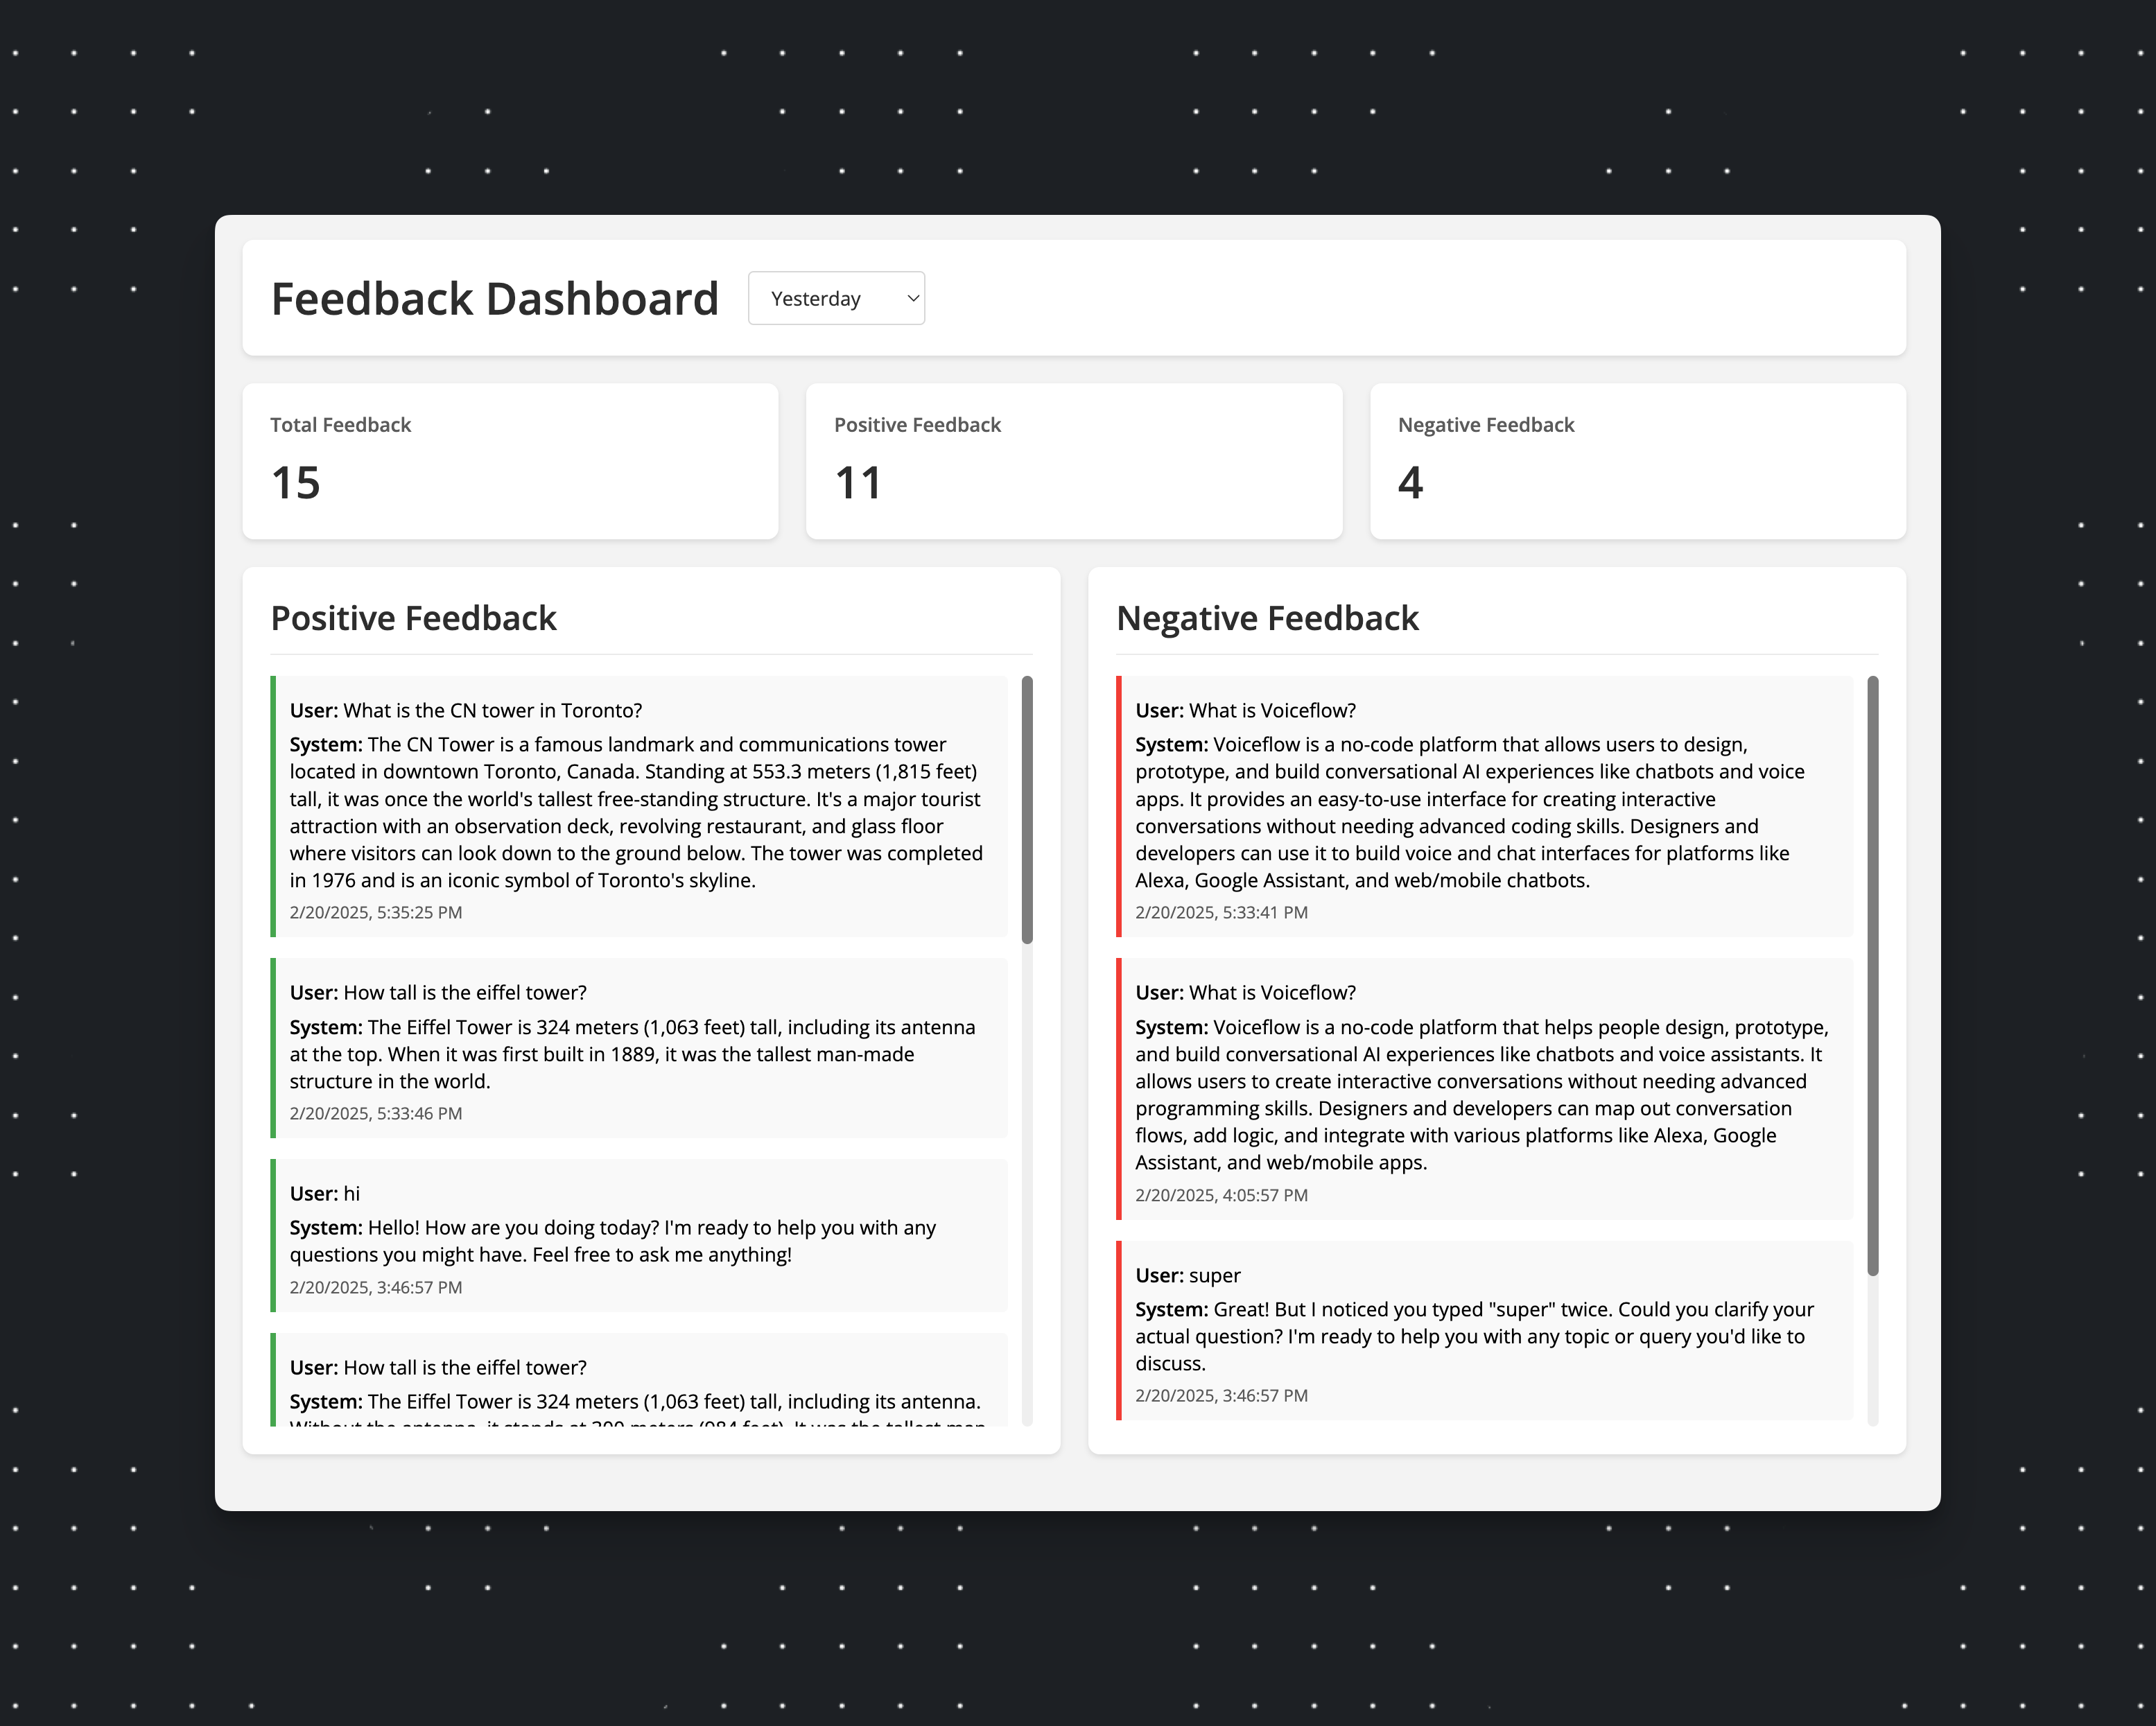 Feedback Dashboard
Yesterday
Total Feedback
15
Positive Feedback
11
Negative Feedback
4
Positive Feedback
User: What is the CN tower in Toronto?
System: The CN Tower is a famous landmark and communications tower
located in downtown Toronto, Canada. Standing at 553.3 meters (1,815 feet)
tall, it was once the world's tallest free-standing structure. It's a major tourist
attraction with an observation deck, revolving restaurant, and glass floor
where visitors can look down to the ground below. The tower was completed
in 1976 and is an iconic symbol of Toronto's skyline.
2/20/2025, 5:35:25 PM
User: How tall is the eiffel tower?
System: The Eiffel Tower is 324 meters (1,063 feet) tall, including its antenna
at the top. When it was first built in 1889, it was the tallest man-made
structure in the world.
2/20/2025, 5:33:46 PM
User: hi
System: Hello! How are you doing today? I'm ready to help you with any
questions you might have. Feel free to ask me anything!
2/20/2025, 3:46:57 PM
User: How tall is the eiffel tower?
System: The Eiffel Tower is 324 meters (1,063 feet) tall, including its antenna.
Without the antenna, it stands at 300 meters (984 feet). It was the tallest man
Negative Feedback
User: What is Voiceflow?
System: Voiceflow is a no-code platform that allows users to design,
prototype, and build conversational AI experiences like chatbots and voice
apps. It provides an easy-to-use interface for creating interactive
conversations without needing advanced coding skills. Designers and
developers can use it to build voice and chat interfaces for platforms like
Alexa, Google Assistant, and web/mobile chatbots.
2/20/2025, 5:33:41 PM
User: What is Voiceflow?
System: Voiceflow is a no-code platform that helps people design, prototype,
and build conversational AI experiences like chatbots and voice assistants. It
allows users to create interactive conversations without needing advanced
programming skills. Designers and developers can map out conversation
flows, add logic, and integrate with various platforms like Alexa, Google
Assistant, and web/mobile apps.
2/20/2025, 4:05:57 PM
User: super
System: Great! But I noticed you typed "super" twice. Could you clarify your
actual question? I'm ready to help you with any topic or query you'd like to
discuss.
2/20/2025, 3:46:57 PM